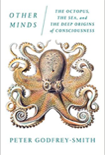 OTHER
MINDS
THE OCTOPUS,
THE SEA, AND
THE DEEP ORIGINS
OF CONSCIOUSNESS
PETER GODFREY-SMITH